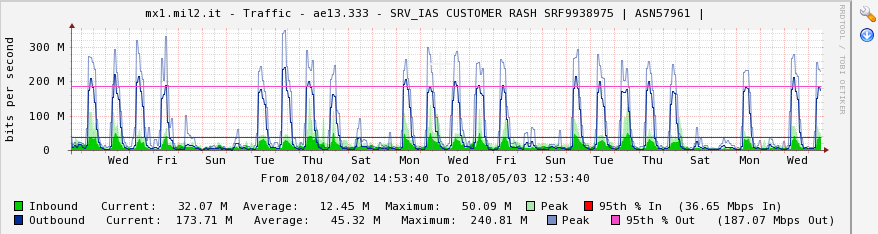 mx1.mil2.it - Traffic - ae13.333 - SRV_IAS CUSTOMER RASH SRF9938975 | ASN57961 |
RRDTOOL / TOBI OETIKER
bits per second
300 M
200 M
100 M
0
Wed Fri Sun Tue Thu Sat Mon Wed Fri Sun Tue Thu Sat Mon Wed
From 2018/04/02 14:53:40 To 2018/05/03 12:53:40
Inbound Current: 32.07 M Average: 12.45 M Maximum: 50.09 M Peak 95th % In (36.65 Mbps In)
Outbound Current: 173.71 M Average: 45.32 M Maximum: 240.81 M Peak 95th % Out (187.07 Mbps Out)